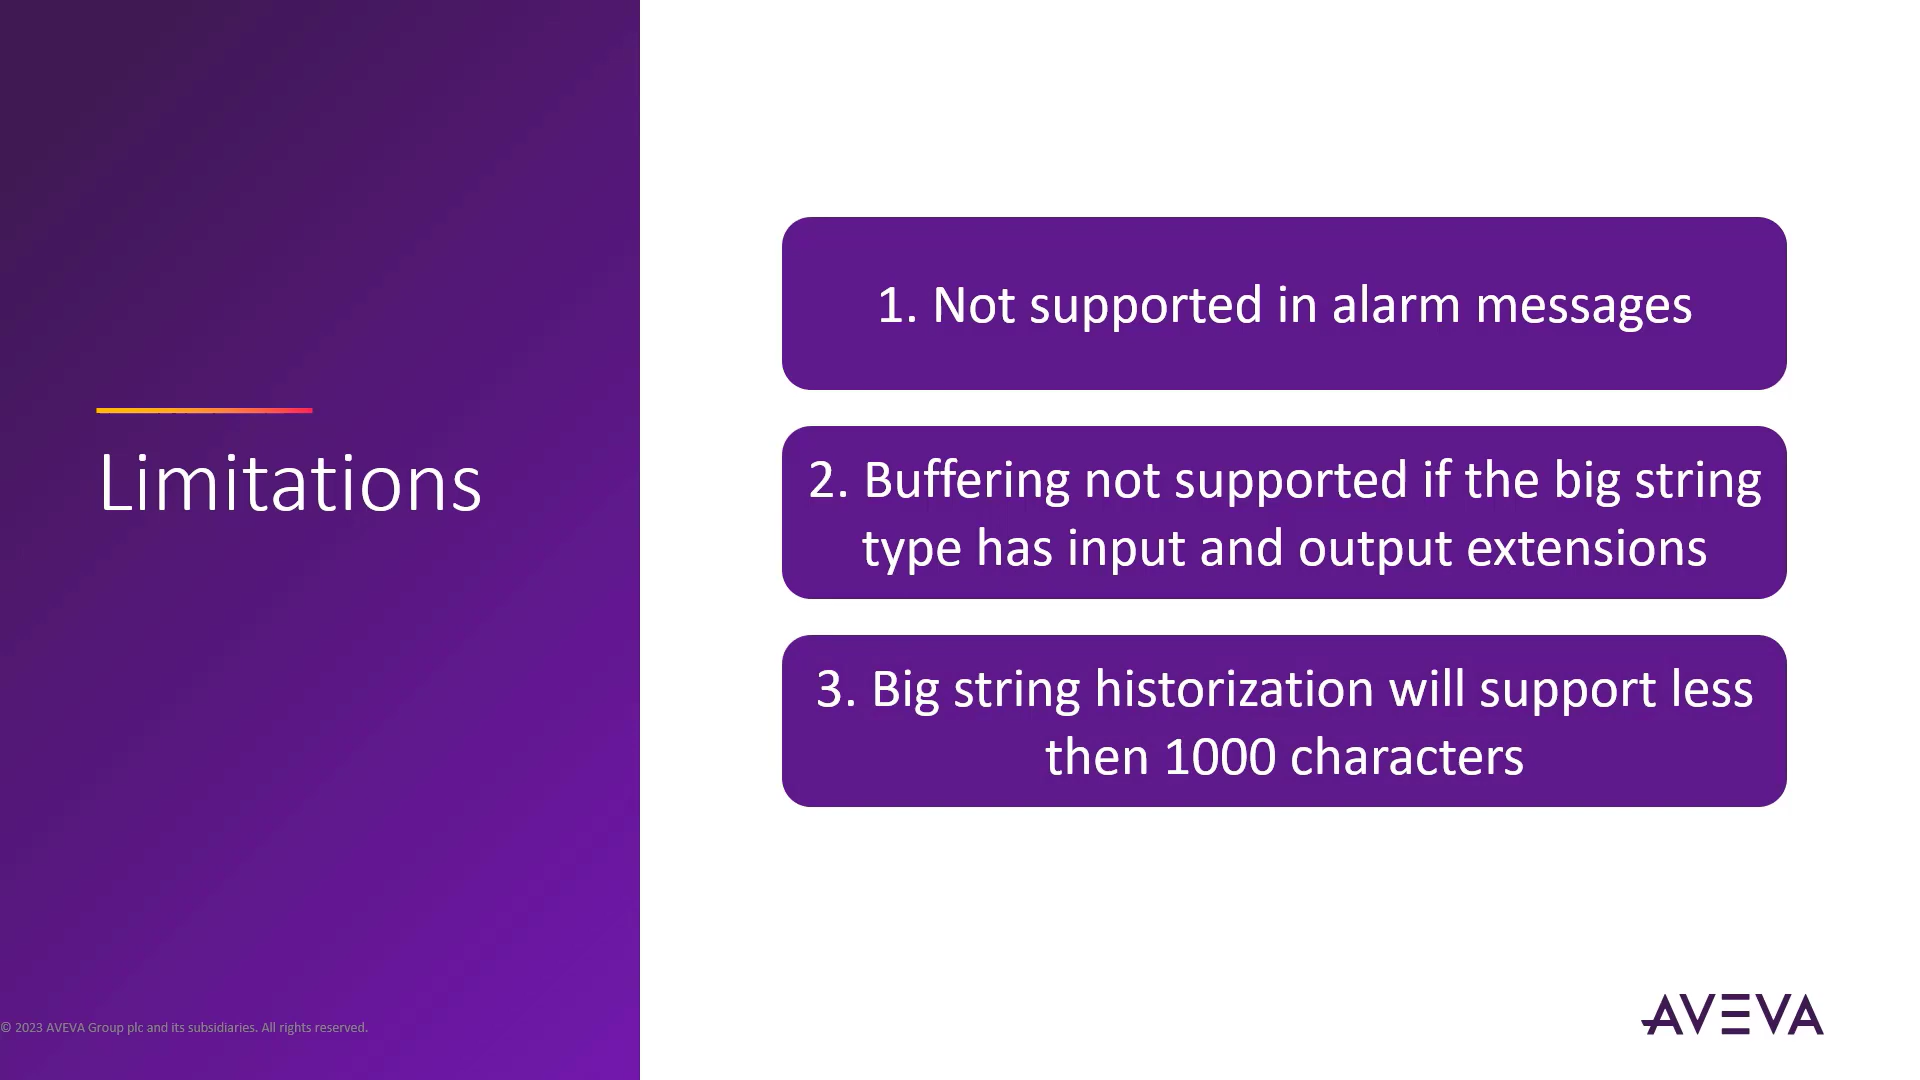 Limitations
1. Not supported in alarm messages
2. Buffering not supported if the big string
type has input and output extensions
3. Big string historization will support less
then 1000 characters
© 2023 AVEVA Group plc and its subsidiaries. All rights reserved.
AVEVA